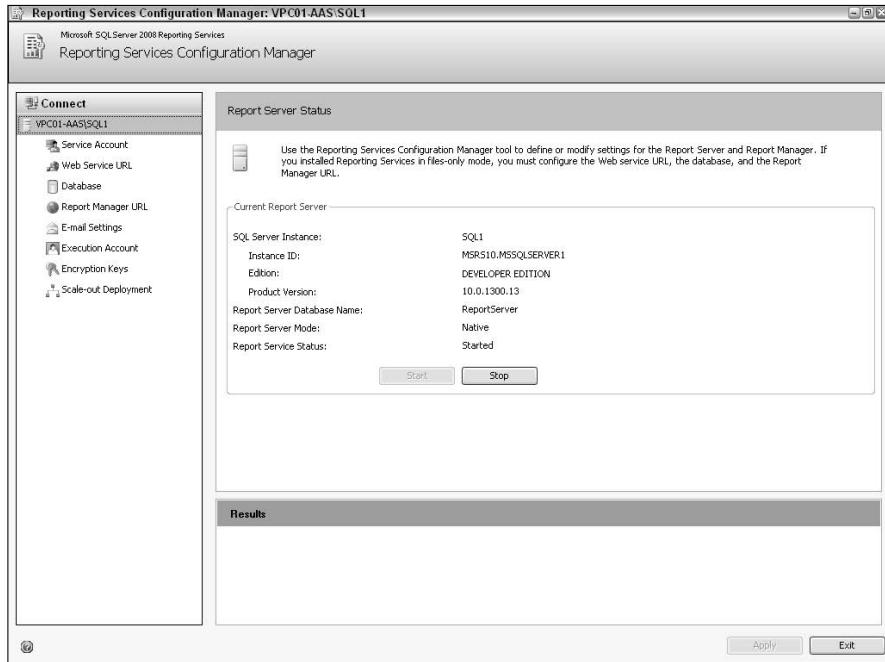 Reporting Services Configuration Manager: VPC01-AAS\SQL1
Microsoft SQL Server 2008 Reporting Services
Reporting Services Configuration Manager
Connect
VPC01-AAS\SQL1
Service Account
Web Service URL
Database
Report Manager URL
E-mail Settings
Execution Account
Encryption Keys
Scale-out Deployment
Report Server Status
Use the Reporting Services Configuration Manager tool to define or modify settings for the Report Server and Report Manager. If
you installed Reporting Services in files-only mode, you must configure the Web service URL, the database, and the Report
Manager URL.
Current Report Server
SQL Server Instance: SQL1
Instance ID: MSRS10.MSSQLSERVER1
Edition: DEVELOPER EDITION
Product Version: 10.0.1300.13
Report Server Database Name: ReportServer
Report Server Mode: Native
Report Service Status: Started
Start Stop
Results
Apply Exit